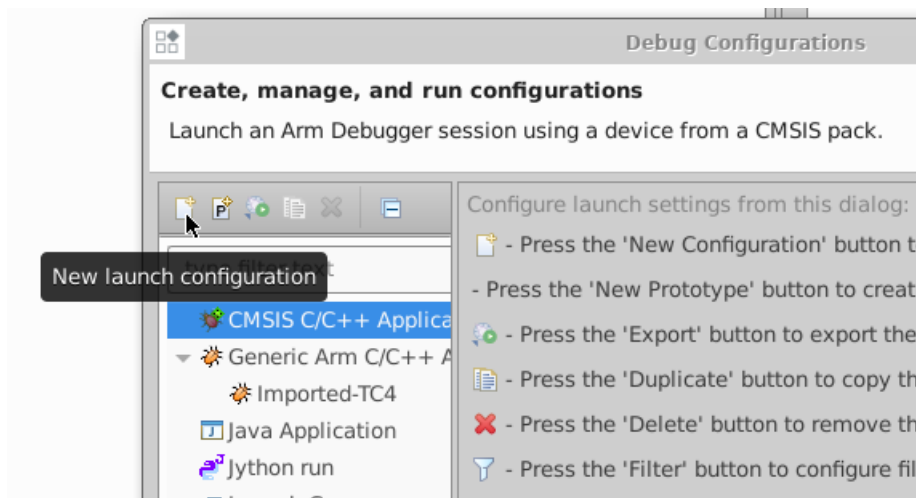 Debug Configurations
Create, manage, and run configurations
Launch an Arm Debugger session using a device from a CMSIS pack.
Configure launch settings from this dialog:
- Press the 'New Configuration' button t
New launch configuration
- Press the 'New Prototype' button to creat
CMSIS C/C++ Applica
- Press the 'Export' button to export the
Generic Arm C/C++ A
- Press the 'Duplicate' button to copy th
Imported-TC4
- Press the 'Delete' button to remove th
Java Application
Jython run
- Press the 'Filter' button to configure fil